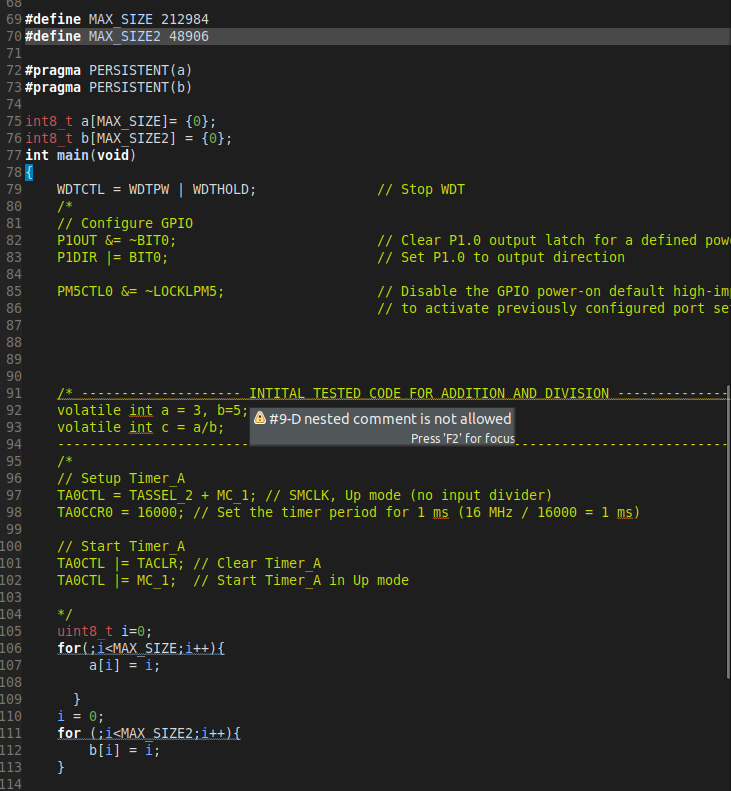 68
69 #define MAX_SIZE 212984
70 #define MAX_SIZE2 48906
71
72 #pragma PERSISTENT(a)
73 #pragma PERSISTENT(b)
74
75 int8_t a[MAX_SIZE]= {0};
76 int8_t b[MAX_SIZE2] = {0};
77 int main(void)
78 {
79     WDTCTL = WDTPW | WDTHOLD;               // Stop WDT
80     /*
81     // Configure GPIO
82     P1OUT &= ~BIT0;                         // Clear P1.0 output latch for a defined pow
83     P1DIR |= BIT0;                          // Set P1.0 to output direction
84
85     PM5CTL0 &= ~LOCKLPM5;                   // Disable the GPIO power-on default high-im
86                                             // to activate previously configured port se
87
88
89
90
91     /* -------------------- INTITAL TESTED CODE FOR ADDITION AND DIVISION --------------
92     volatile int a = 3, b=5;
#9-D nested comment is not allowed
93     volatile int c = a/b;
Press 'F2' for focus
94     ------------------------ ---------------------------
95     /*
96     // Setup Timer_A
97     TA0CTL = TASSEL_2 + MC_1; // SMCLK, Up mode (no input divider)
98     TA0CCR0 = 16000; // Set the timer period for 1 ms (16 MHz / 16000 = 1 ms)
99
100     // Start Timer_A
101     TA0CTL |= TACLR; // Clear Timer_A
102     TA0CTL |= MC_1;  // Start Timer_A in Up mode
103
104     */
105     uint8_t i=0;
106     for(;i<MAX_SIZE;i++){
107         a[i] = i;
108
109       }
110     i = 0;
111     for (;i<MAX_SIZE2;i++){
112         b[i] = i;
113     }
114